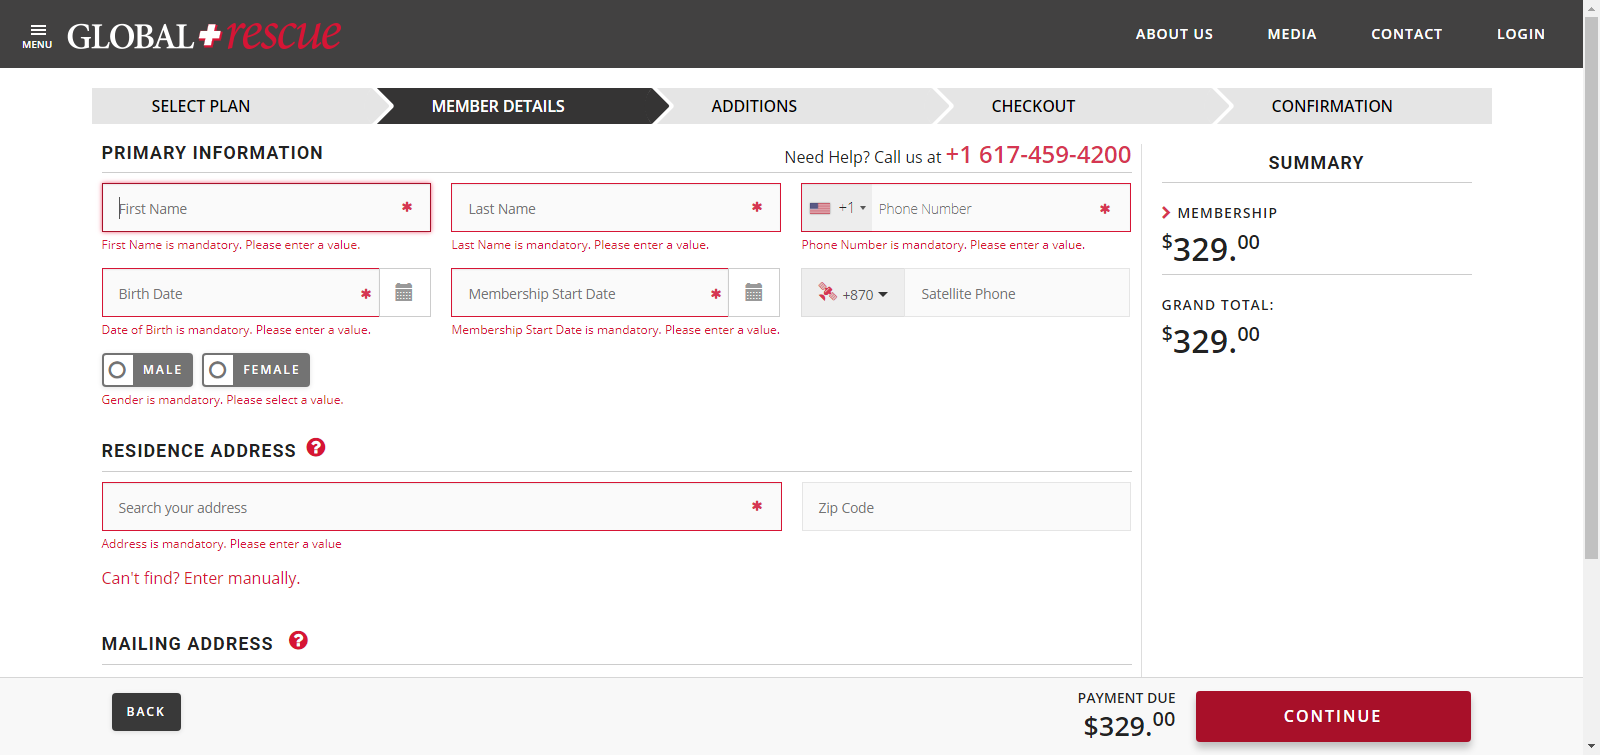 MENU
GLOBAL rescue
ABOUT US
MEDIA
CONTACT
LOGIN
SELECT PLAN
MEMBER DETAILS
ADDITIONS
CHECKOUT
CONFIRMATION
PRIMARY INFORMATION
Need Help? Call us at +1 617-459-4200
First Name *
Last Name *
+1 Phone Number *
First Name is mandatory. Please enter a value.
Last Name is mandatory. Please enter a value.
Phone Number is mandatory. Please enter a value.
Birth Date *
Membership Start Date *
+870 Satellite Phone
Date of Birth is mandatory. Please enter a value.
Membership Start Date is mandatory. Please enter a value.
MALE
FEMALE
Gender is mandatory. Please select a value.
RESIDENCE ADDRESS ?
Search your address *
Zip Code
Address is mandatory. Please enter a value
Can't find? Enter manually.
MAILING ADDRESS ?
SUMMARY
MEMBERSHIP
$329.00
GRAND TOTAL:
$329.00
BACK
PAYMENT DUE
$329.00
CONTINUE